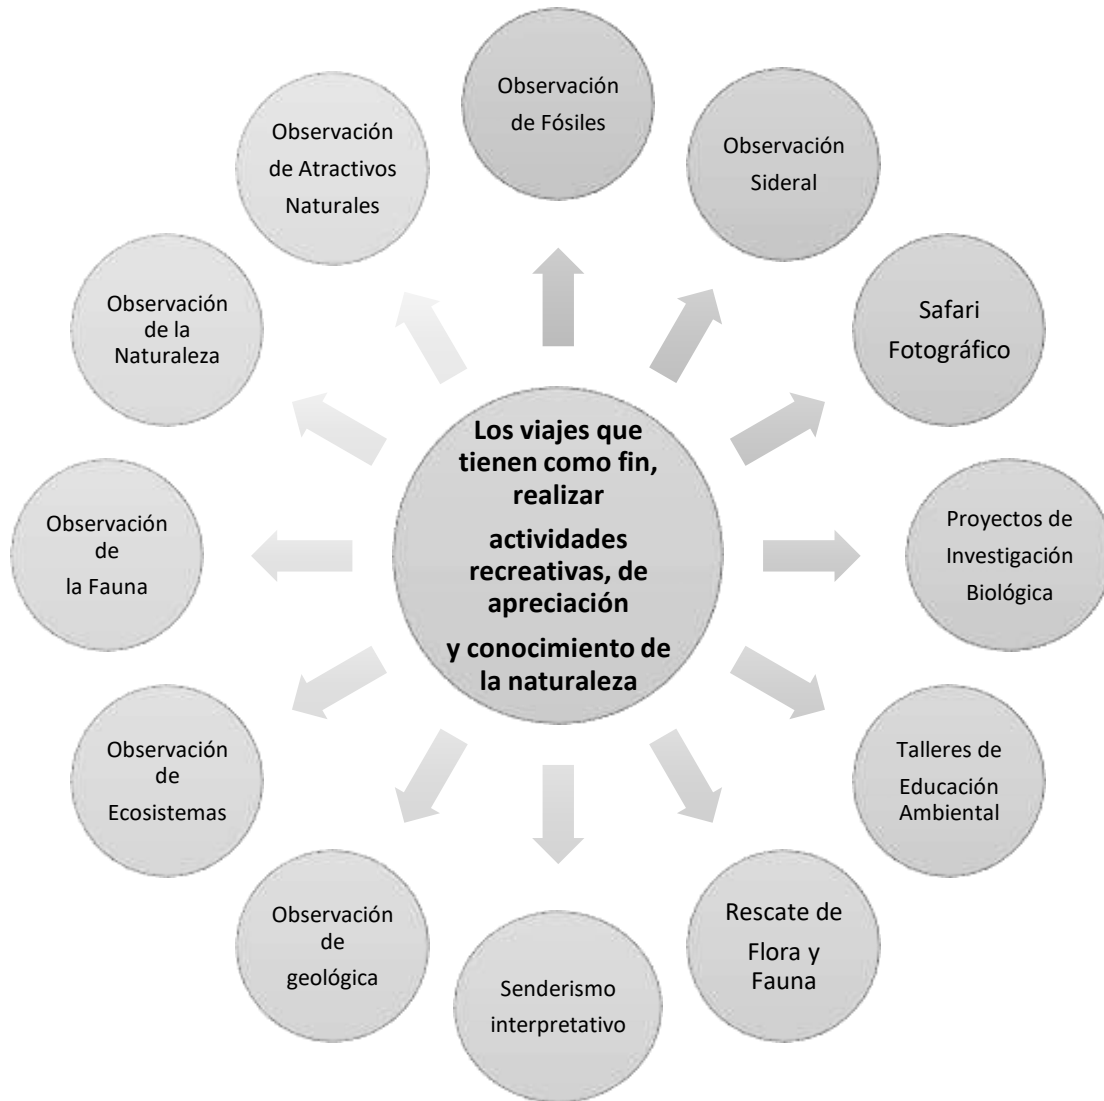 Observación
de Fósiles
Observación
Sideral
Safari
Fotográfico
Proyectos de
Investigación
Biológica
Talleres de
Educación
Ambiental
Rescate de
Flora y
Fauna
Senderismo
interpretativo
Observación
de
geológica
Observación
de
Ecosistemas
Observación
de
la Fauna
Observación
de la
Naturaleza
Observación
de Atractivos
Naturales
Los viajes que
tienen como fin,
realizar
actividades
recreativas, de
apreciación
y conocimiento de
la naturaleza